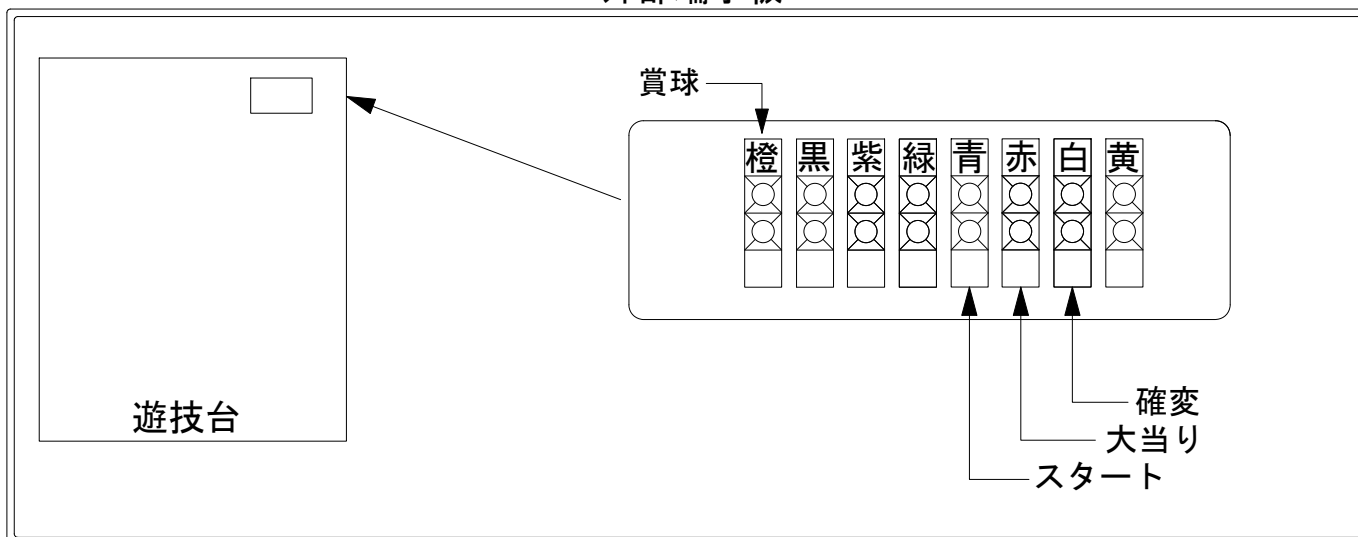 賞球
橙 黒 紫 緑 青 赤 白 黄
確変
大当り
スタート
遊技台